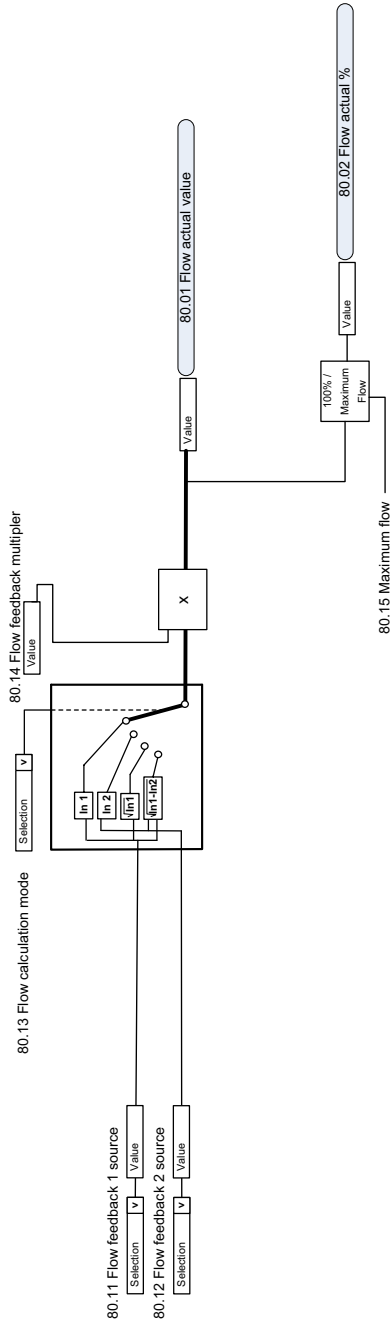 80.11 Flow feedback 1 source
Selection
v
Value
80.12 Flow feedback 2 source
Selection
v
Value
80.13 Flow calculation mode
Selection
v
In 1
In 2
√In1
√In1-In2
80.14 Flow feedback multipler
Value
x
Value
80.01 Flow actual value
80.15 Maximum flow
100% /
Maximum
Flow
Value
80.02 Flow actual %